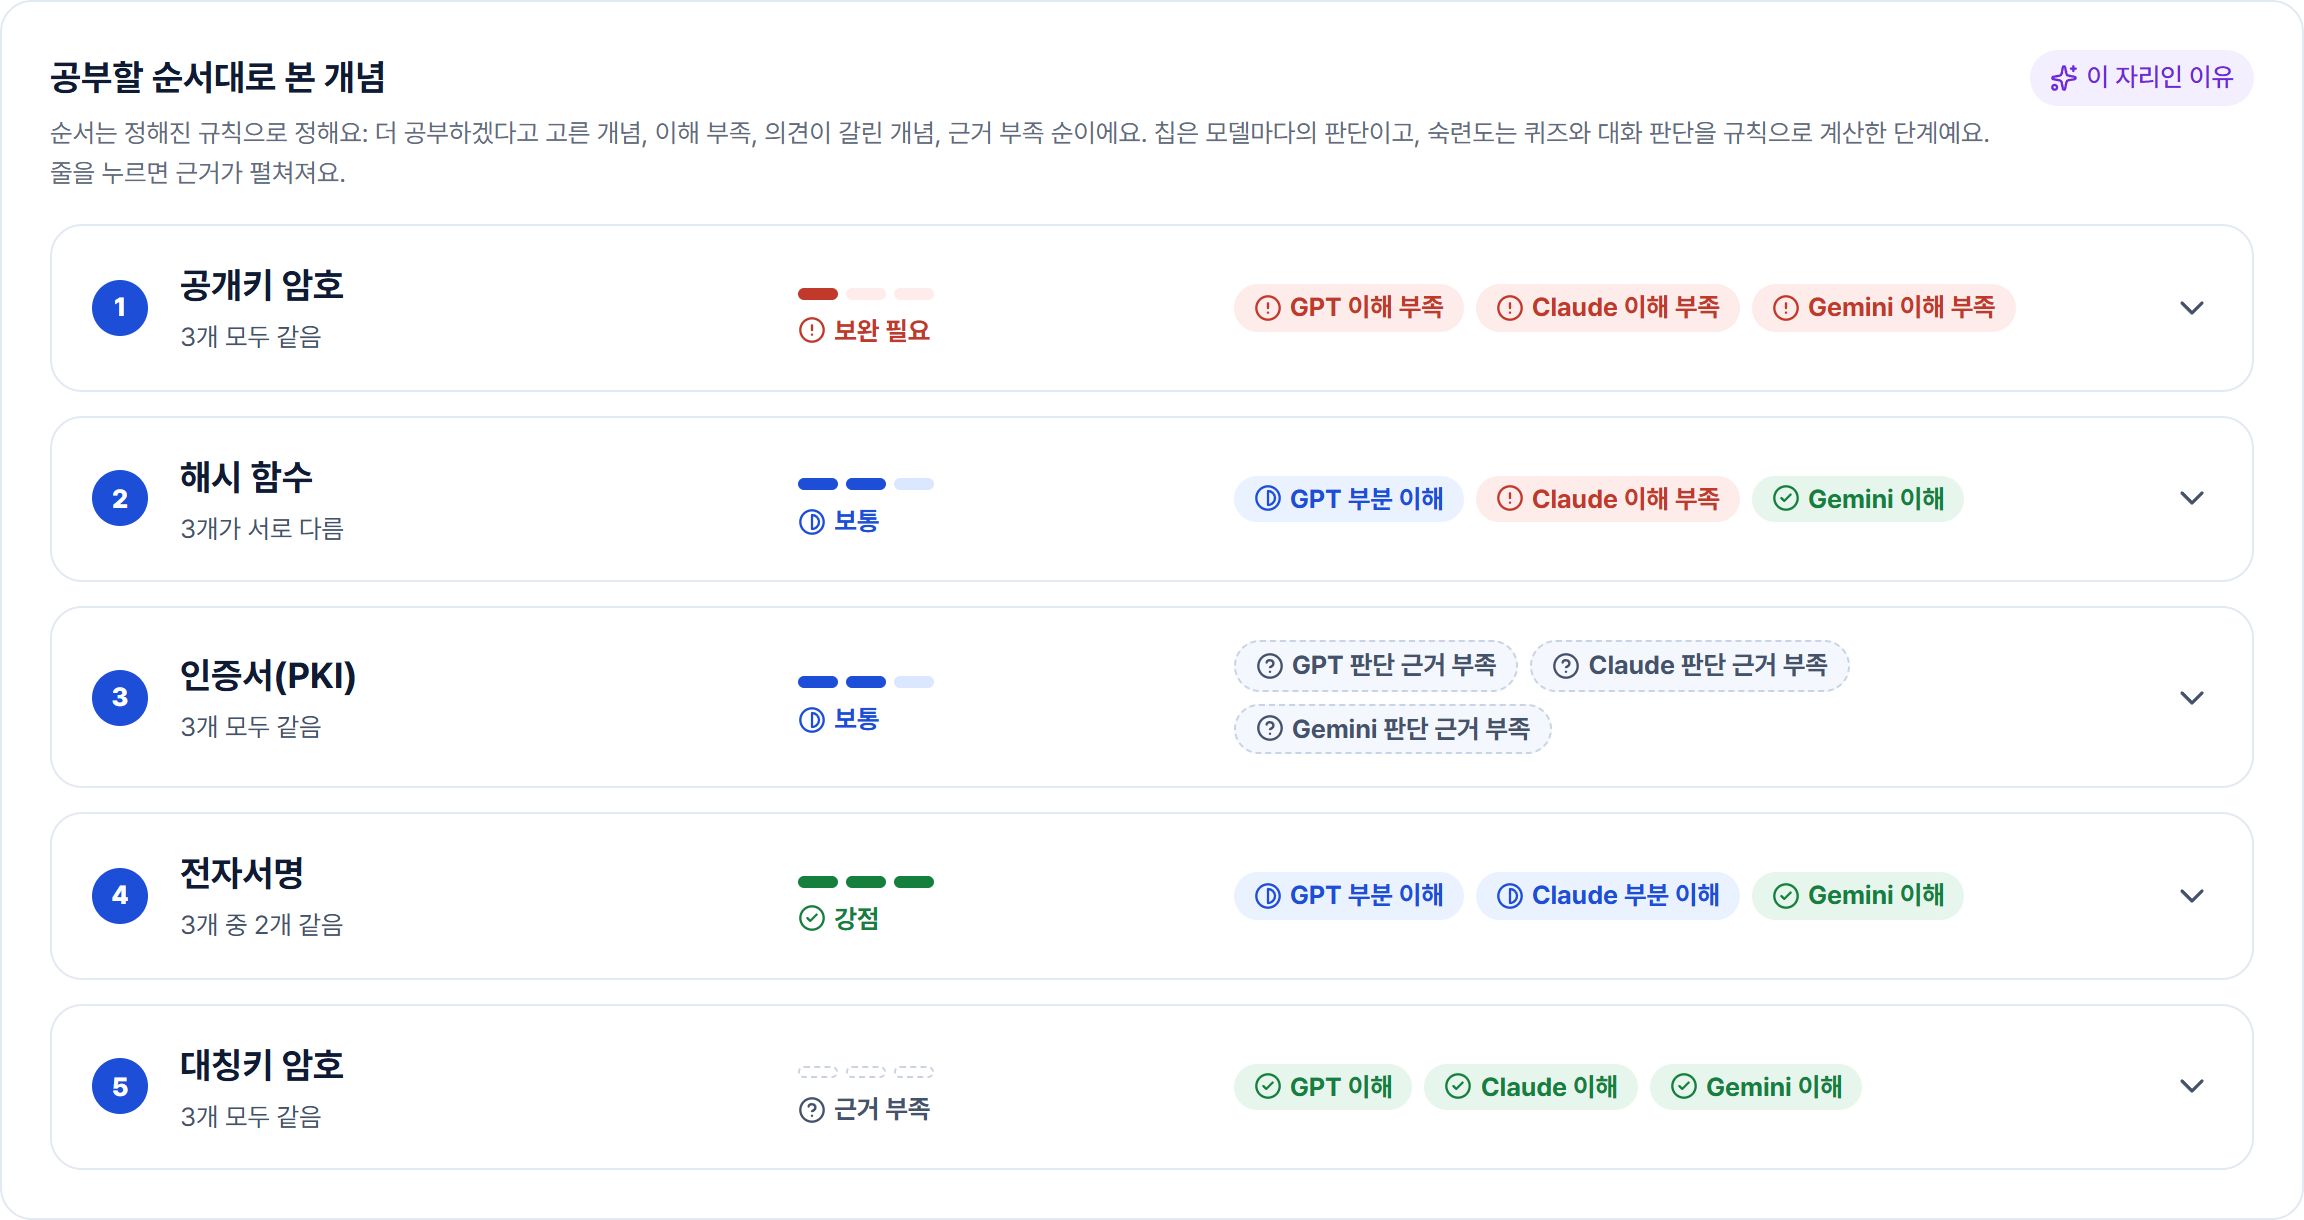 공부할 순서대로 본 개념
이 자리인 이유
순서는 정해진 규칙으로 정해요: 더 공부하겠다고 고른 개념, 이해 부족, 의견이 갈린 개념, 근거 부족 순이에요. 칩은 모델마다의 판단이고, 숙련도는 퀴즈와 대화 판단을 규칙으로 계산한 단계예요.
줄을 누르면 근거가 펼쳐져요.
1
공개키 암호
3개 모두 같음
보완 필요
GPT 이해 부족
Claude 이해 부족
Gemini 이해 부족
2
해시 함수
3개가 서로 다름
보통
GPT 부분 이해
Claude 이해 부족
Gemini 이해
3
인증서(PKI)
3개 모두 같음
보통
GPT 판단 근거 부족
Claude 판단 근거 부족
Gemini 판단 근거 부족
4
전자서명
3개 중 2개 같음
강점
GPT 부분 이해
Claude 부분 이해
Gemini 이해
5
대칭키 암호
3개 모두 같음
근거 부족
GPT 이해
Claude 이해
Gemini 이해